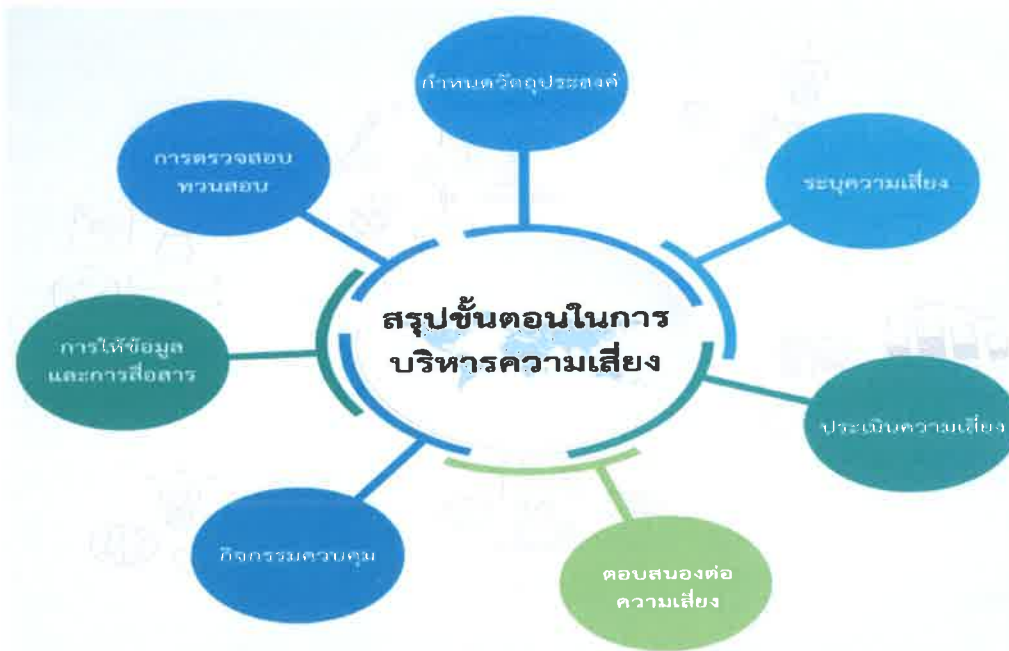 กำหนดวัตถุประสงค์
ระบุความเสี่ยง
ประเมินความเสี่ยง
ตอบสนองต่อ
ความเสี่ยง
กิจกรรมควบคุม
การให้ข้อมูล
และการสื่อสาร
การตรวจสอบ
ทวนสอบ
สรุปขั้นตอนในการ
บริหารความเสี่ยง